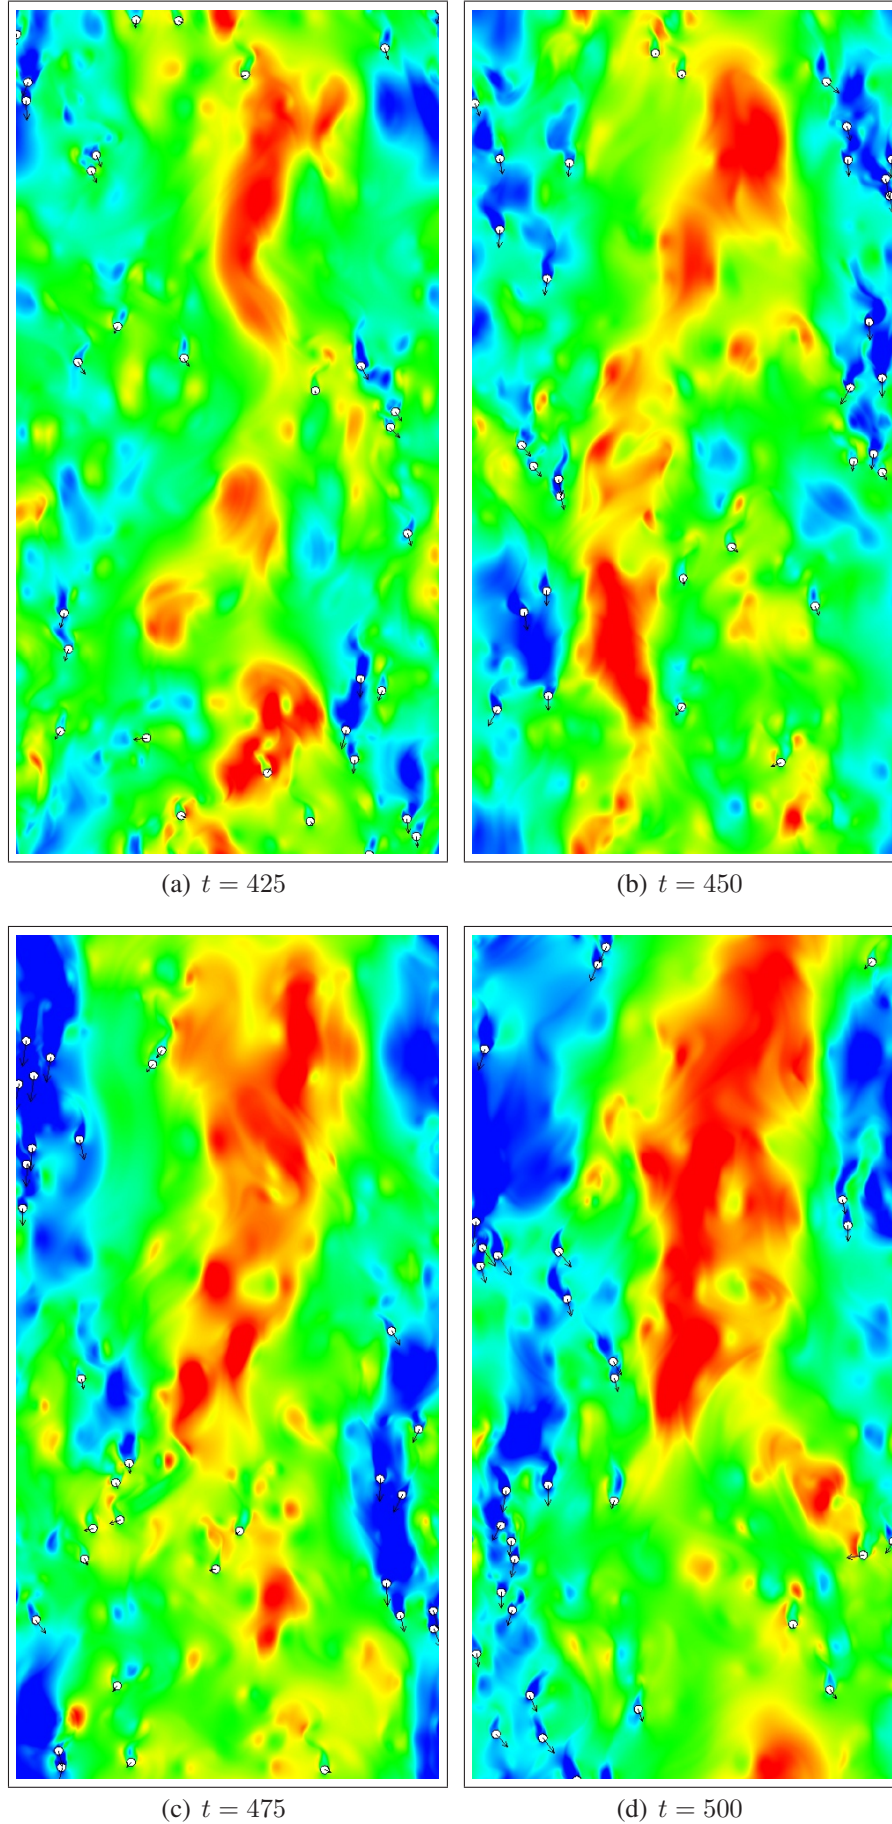 (a) t = 425
(b) t = 450
(c) t = 475
(d) t = 500